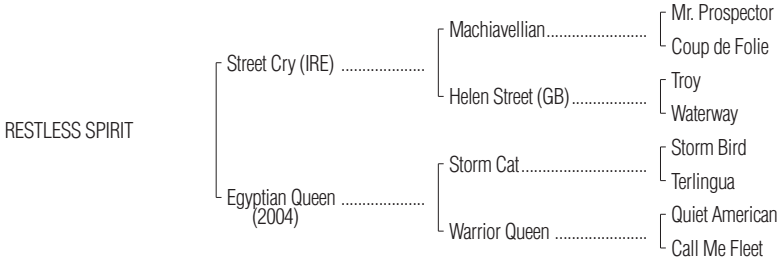 Mr. Prospector
Machiavellian
Coup de Folie
Street Cry (IRE)
Troy
Helen Street (GB)
Waterway
RESTLESS SPIRIT
Storm Bird
Storm Cat
Terlingua
Egyptian Queen
(2004)
Quiet American
Warrior Queen
Call Me Fleet